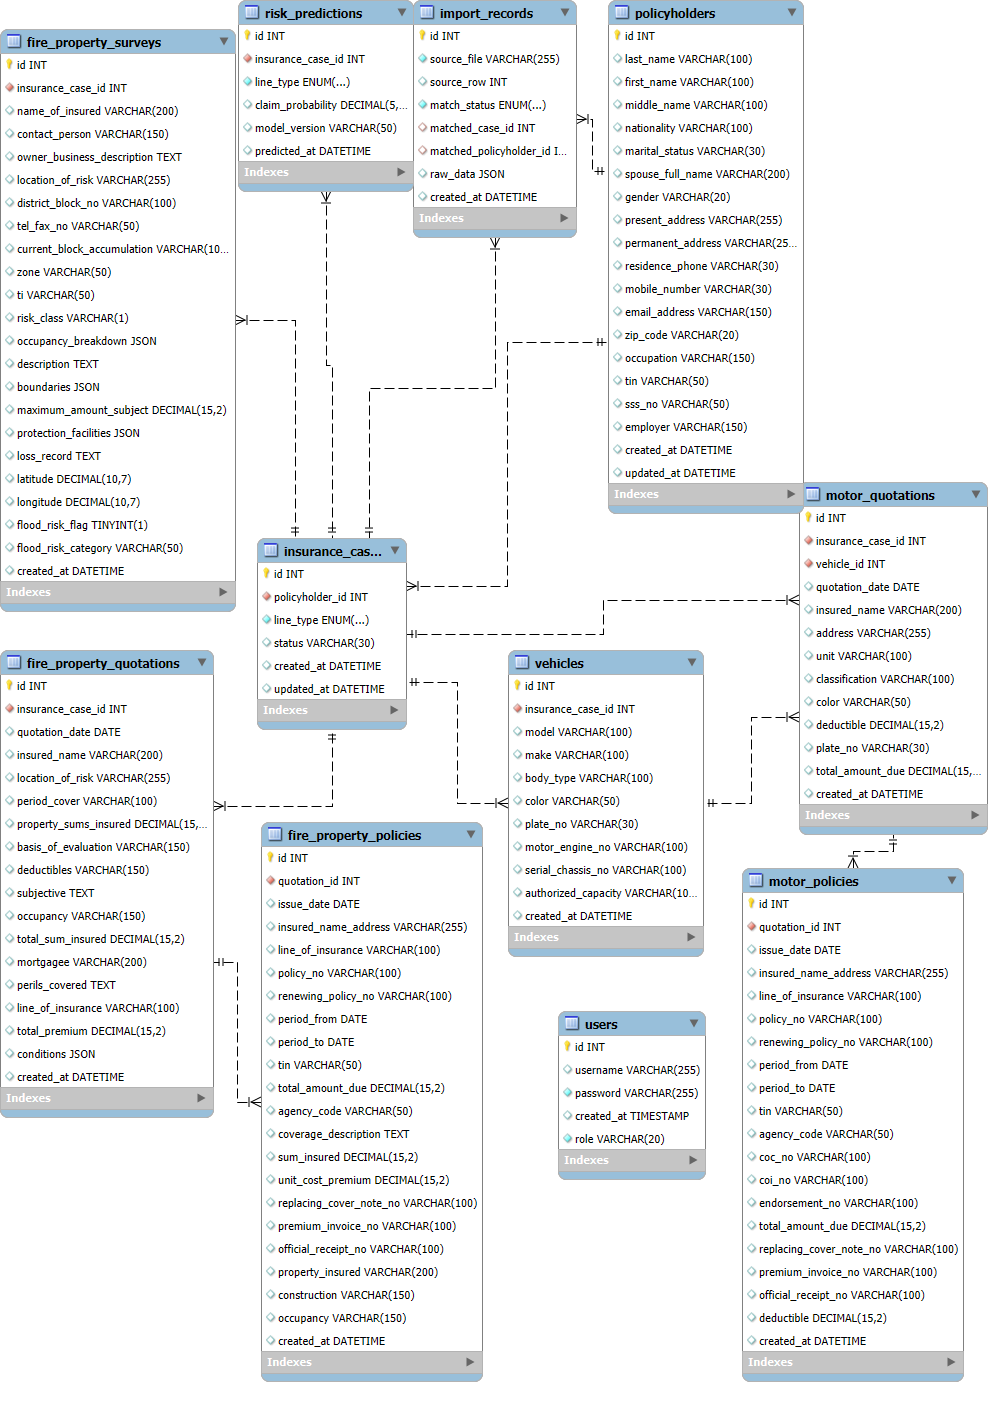 fire_property_surveys
id INT
insurance_case_id INT
name_of_insured VARCHAR(200)
contact_person VARCHAR(150)
owner_business_description TEXT
location_of_risk VARCHAR(255)
district_block_no VARCHAR(100)
tel_fax_no VARCHAR(50)
current_block_accumulation VARCHAR(10...
zone VARCHAR(50)
ti VARCHAR(50)
risk_class VARCHAR(1)
occupancy_breakdown JSON
description TEXT
boundaries JSON
maximum_amount_subject DECIMAL(15,2)
protection_facilities JSON
loss_record TEXT
latitude DECIMAL(10,7)
longitude DECIMAL(10,7)
flood_risk_flag TINYINT(1)
flood_risk_category VARCHAR(50)
created_at DATETIME
Indexes
risk_predictions
id INT
insurance_case_id INT
line_type ENUM(...)
claim_probability DECIMAL(5,...
model_version VARCHAR(50)
predicted_at DATETIME
Indexes
import_records
id INT
source_file VARCHAR(255)
source_row INT
match_status ENUM(...)
matched_case_id INT
matched_policyholder_id I...
raw_data JSON
created_at DATETIME
Indexes
policyholders
id INT
last_name VARCHAR(100)
first_name VARCHAR(100)
middle_name VARCHAR(100)
nationality VARCHAR(100)
marital_status VARCHAR(30)
spouse_full_name VARCHAR(200)
gender VARCHAR(20)
present_address VARCHAR(255)
permanent_address VARCHAR(25...
residence_phone VARCHAR(30)
mobile_number VARCHAR(30)
email_address VARCHAR(150)
zip_code VARCHAR(20)
occupation VARCHAR(150)
tin VARCHAR(50)
sss_no VARCHAR(50)
employer VARCHAR(150)
created_at DATETIME
updated_at DATETIME
Indexes
motor_quotations
id INT
insurance_case_id INT
vehicle_id INT
quotation_date DATE
insured_name VARCHAR(200)
address VARCHAR(255)
unit VARCHAR(100)
classification VARCHAR(100)
color VARCHAR(50)
deductible DECIMAL(15,2)
plate_no VARCHAR(30)
total_amount_due DECIMAL(15,...
created_at DATETIME
Indexes
insurance_cas...
id INT
policyholder_id INT
line_type ENUM(...)
status VARCHAR(30)
created_at DATETIME
updated_at DATETIME
Indexes
fire_property_quotations
id INT
insurance_case_id INT
quotation_date DATE
insured_name VARCHAR(200)
location_of_risk VARCHAR(255)
period_cover VARCHAR(100)
property_sums_insured DECIMAL(15,...
basis_of_evaluation VARCHAR(150)
deductibles VARCHAR(150)
subjective TEXT
occupancy VARCHAR(150)
total_sum_insured DECIMAL(15,2)
mortgagee VARCHAR(200)
perils_covered TEXT
line_of_insurance VARCHAR(100)
total_premium DECIMAL(15,2)
conditions JSON
created_at DATETIME
Indexes
vehicles
id INT
insurance_case_id INT
model VARCHAR(100)
make VARCHAR(100)
body_type VARCHAR(100)
color VARCHAR(50)
plate_no VARCHAR(30)
motor_engine_no VARCHAR(100)
serial_chassis_no VARCHAR(100)
authorized_capacity VARCHAR(10...
created_at DATETIME
Indexes
fire_property_policies
id INT
quotation_id INT
issue_date DATE
insured_name_address VARCHAR(255)
line_of_insurance VARCHAR(100)
policy_no VARCHAR(100)
renewing_policy_no VARCHAR(100)
period_from DATE
period_to DATE
tin VARCHAR(50)
total_amount_due DECIMAL(15,2)
agency_code VARCHAR(50)
coverage_description TEXT
sum_insured DECIMAL(15,2)
unit_cost_premium DECIMAL(15,2)
replacing_cover_note_no VARCHAR(100)
premium_invoice_no VARCHAR(100)
official_receipt_no VARCHAR(100)
property_insured VARCHAR(200)
construction VARCHAR(150)
occupancy VARCHAR(150)
created_at DATETIME
Indexes
motor_policies
id INT
quotation_id INT
issue_date DATE
insured_name_address VARCHAR(255)
line_of_insurance VARCHAR(100)
policy_no VARCHAR(100)
renewing_policy_no VARCHAR(100)
period_from DATE
period_to DATE
tin VARCHAR(50)
agency_code VARCHAR(50)
coc_no VARCHAR(100)
coi_no VARCHAR(100)
endorsement_no VARCHAR(100)
total_amount_due DECIMAL(15,2)
replacing_cover_note_no VARCHAR(100)
premium_invoice_no VARCHAR(100)
official_receipt_no VARCHAR(100)
deductible DECIMAL(15,2)
created_at DATETIME
Indexes
users
id INT
username VARCHAR(255)
password VARCHAR(255)
created_at TIMESTAMP
role VARCHAR(20)
Indexes